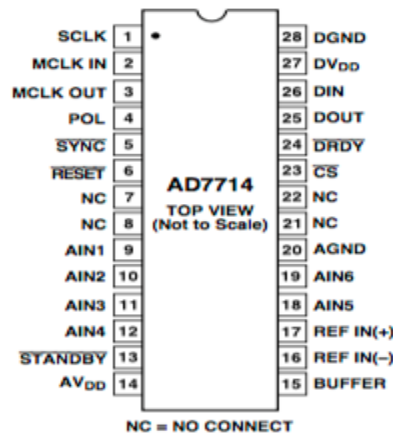 SCLK 1 28 DGND
MCLK IN 2 27 DVDD
MCLK OUT 3 26 DIN
POL 4 25 DOUT
SYNC 5 24 DRDY
RESET 6 23 CS
NC 7 22 NC
NC 8 21 NC
AD7714
TOP VIEW
(Not to Scale)
AIN1 9 20 AGND
AIN2 10 19 AIN6
AIN3 11 18 AIN5
AIN4 12 17 REF IN(+)
STANDBY 13 16 REF IN(–)
AVDD 14 15 BUFFER
NC = NO CONNECT